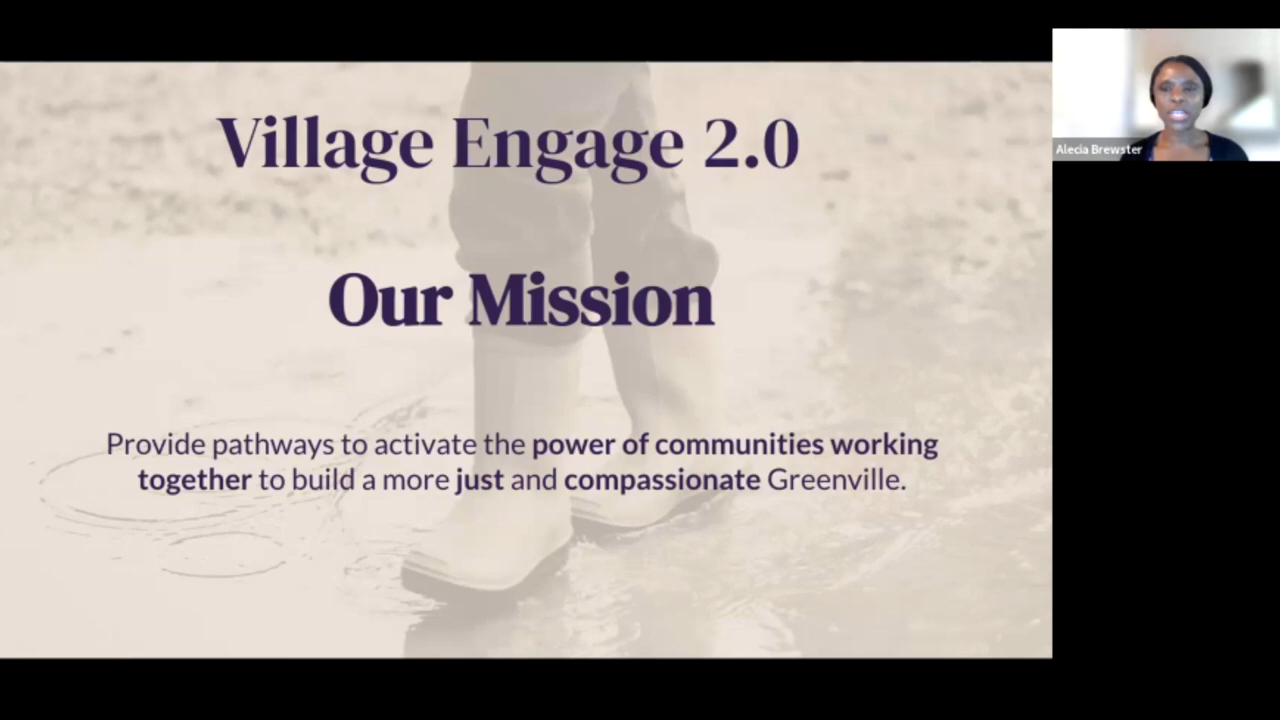 Village Engage 2.0
Our Mission
Provide pathways to activate the power of communities working
together to build a more just and compassionate Greenville.
Alecia Brewster